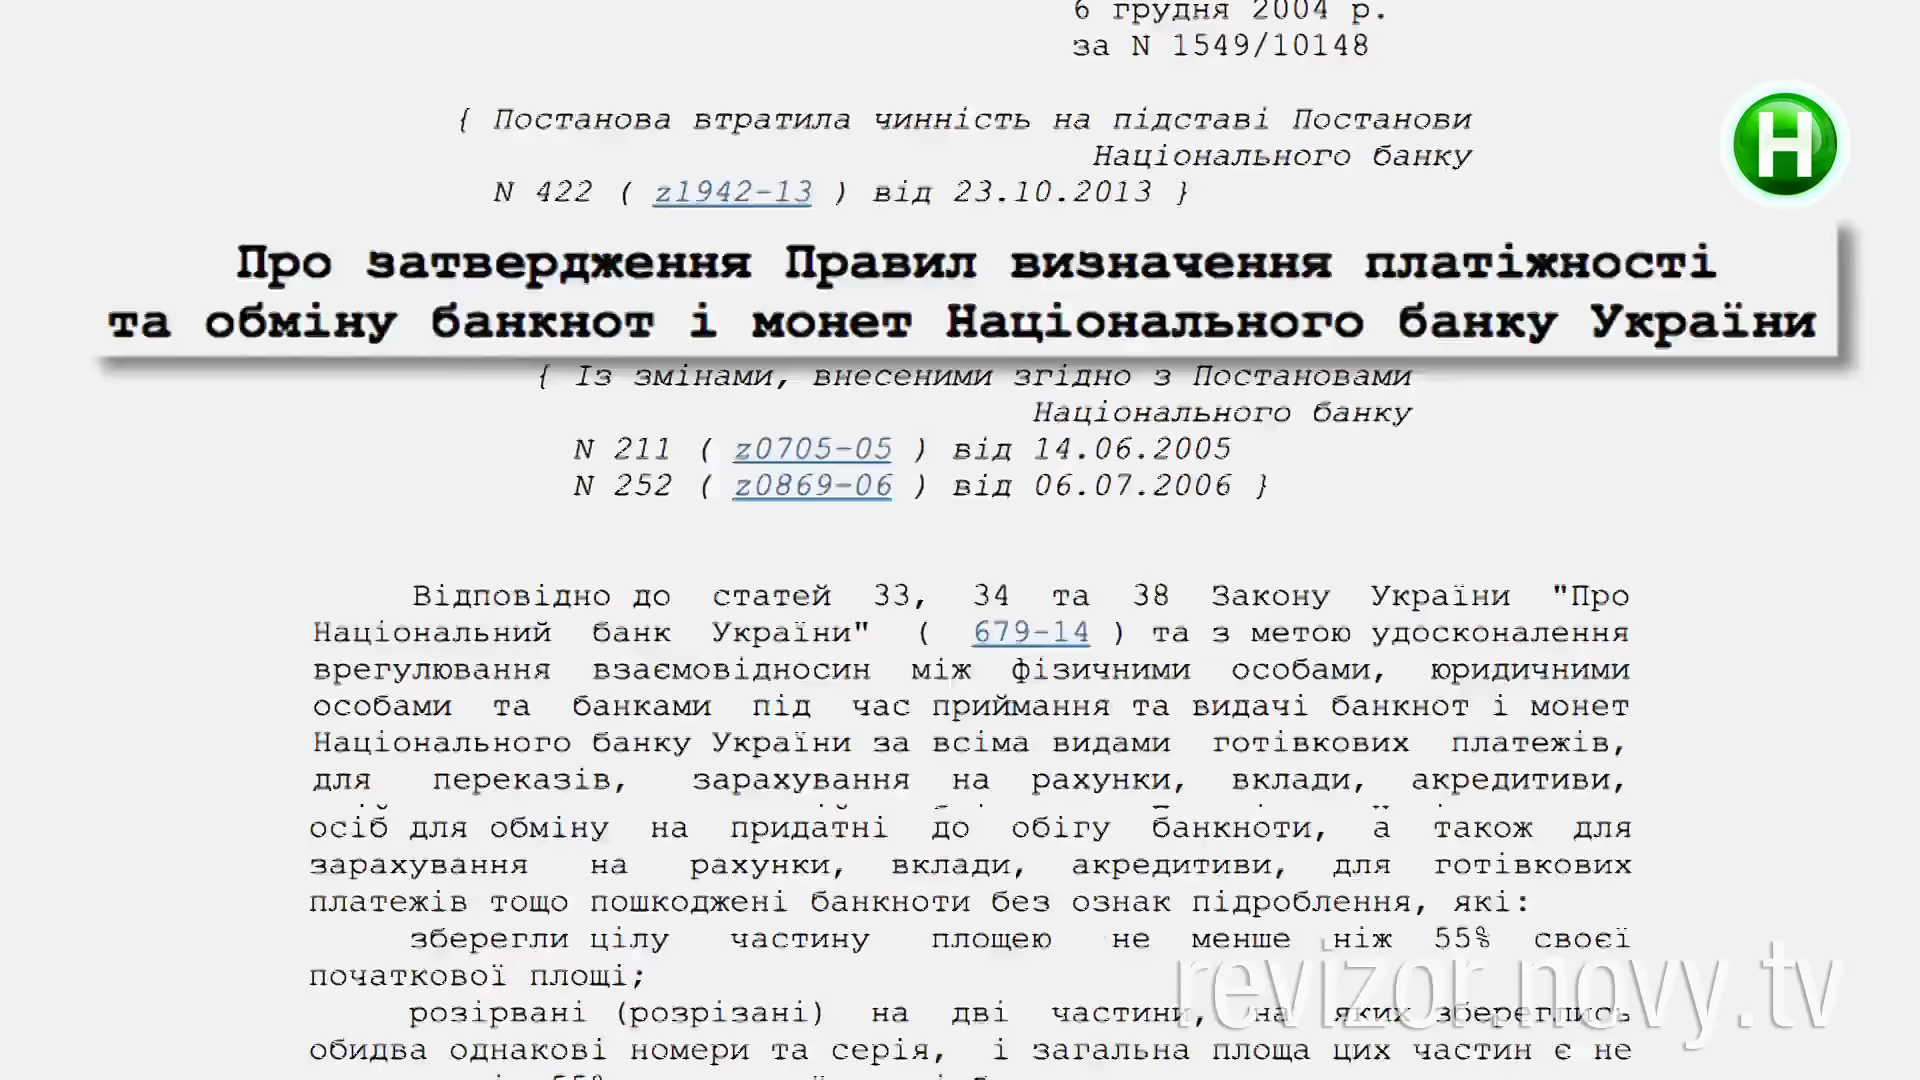 6 грудня 2004 р.
за N 1549/10148
{ Постанова втратила чинність на підставі Постанови
Національного банку
N 422 ( z1942-13 ) від 23.10.2013 }
Н
Про затвердження Правил визначення платіжності
та обміну банкнот і монет Національного банку України
{ Із змінами, внесеними згідно з Постановами
Національного банку
N 211 ( z0705-05 ) від 14.06.2005
N 252 ( z0869-06 ) від 06.07.2006 }
Відповідно до статей 33, 34 та 38 Закону України "Про
Національний банк України" ( 679-14 ) та з метою удосконалення
врегулювання взаємовідносин між фізичними особами, юридичними
особами та банками під час приймання та видачі банкнот і монет
Національного банку України за всіма видами готівкових платежів,
для переказів, зарахування на рахунки, вклади, акредитиви,
осіб для обміну на придатні до обігу банкноти, а також для
зарахування на рахунки, вклади, акредитиви, для готівкових
платежів тощо пошкоджені банкноти без ознак підроблення, які:
зберегли цілу частину площею не менше ніж 55% своєї
початкової площі;
розірвані (розрізані) на дві частини, на яких збереглись
обидва однакові номери та серія, і загальна площа цих частин є не
revizor.novy.tv